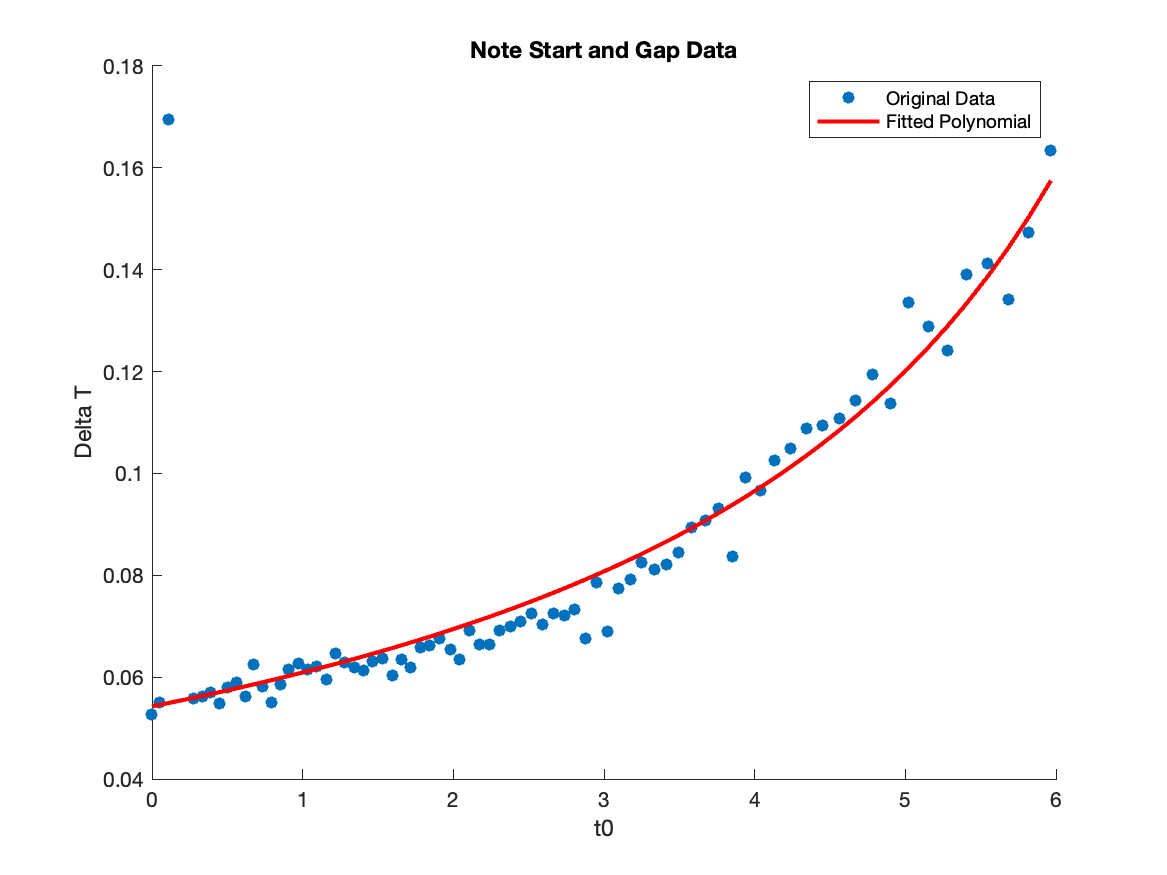 Note Start and Gap Data
Original Data
Fitted Polynomial
0.18
0.16
0.14
0.12
0.1
0.08
0.06
0.04
Delta T
0 1 2 3 4 5 6
t0